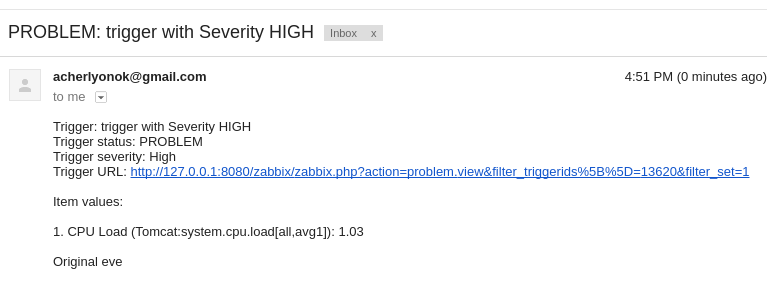 PROBLEM: trigger with Severity HIGH Inbox x
acherlyonok@gmail.com 4:51 PM (0 minutes ago)
to me
Trigger: trigger with Severity HIGH
Trigger status: PROBLEM
Trigger severity: High
Trigger URL: http://127.0.0.1:8080/zabbix/zabbix.php?action=problem.view&filter_triggerids%5B%5D=13620&filter_set=1
Item values:
1. CPU Load (Tomcat:system.cpu.load[all,avg1]): 1.03
Original eve